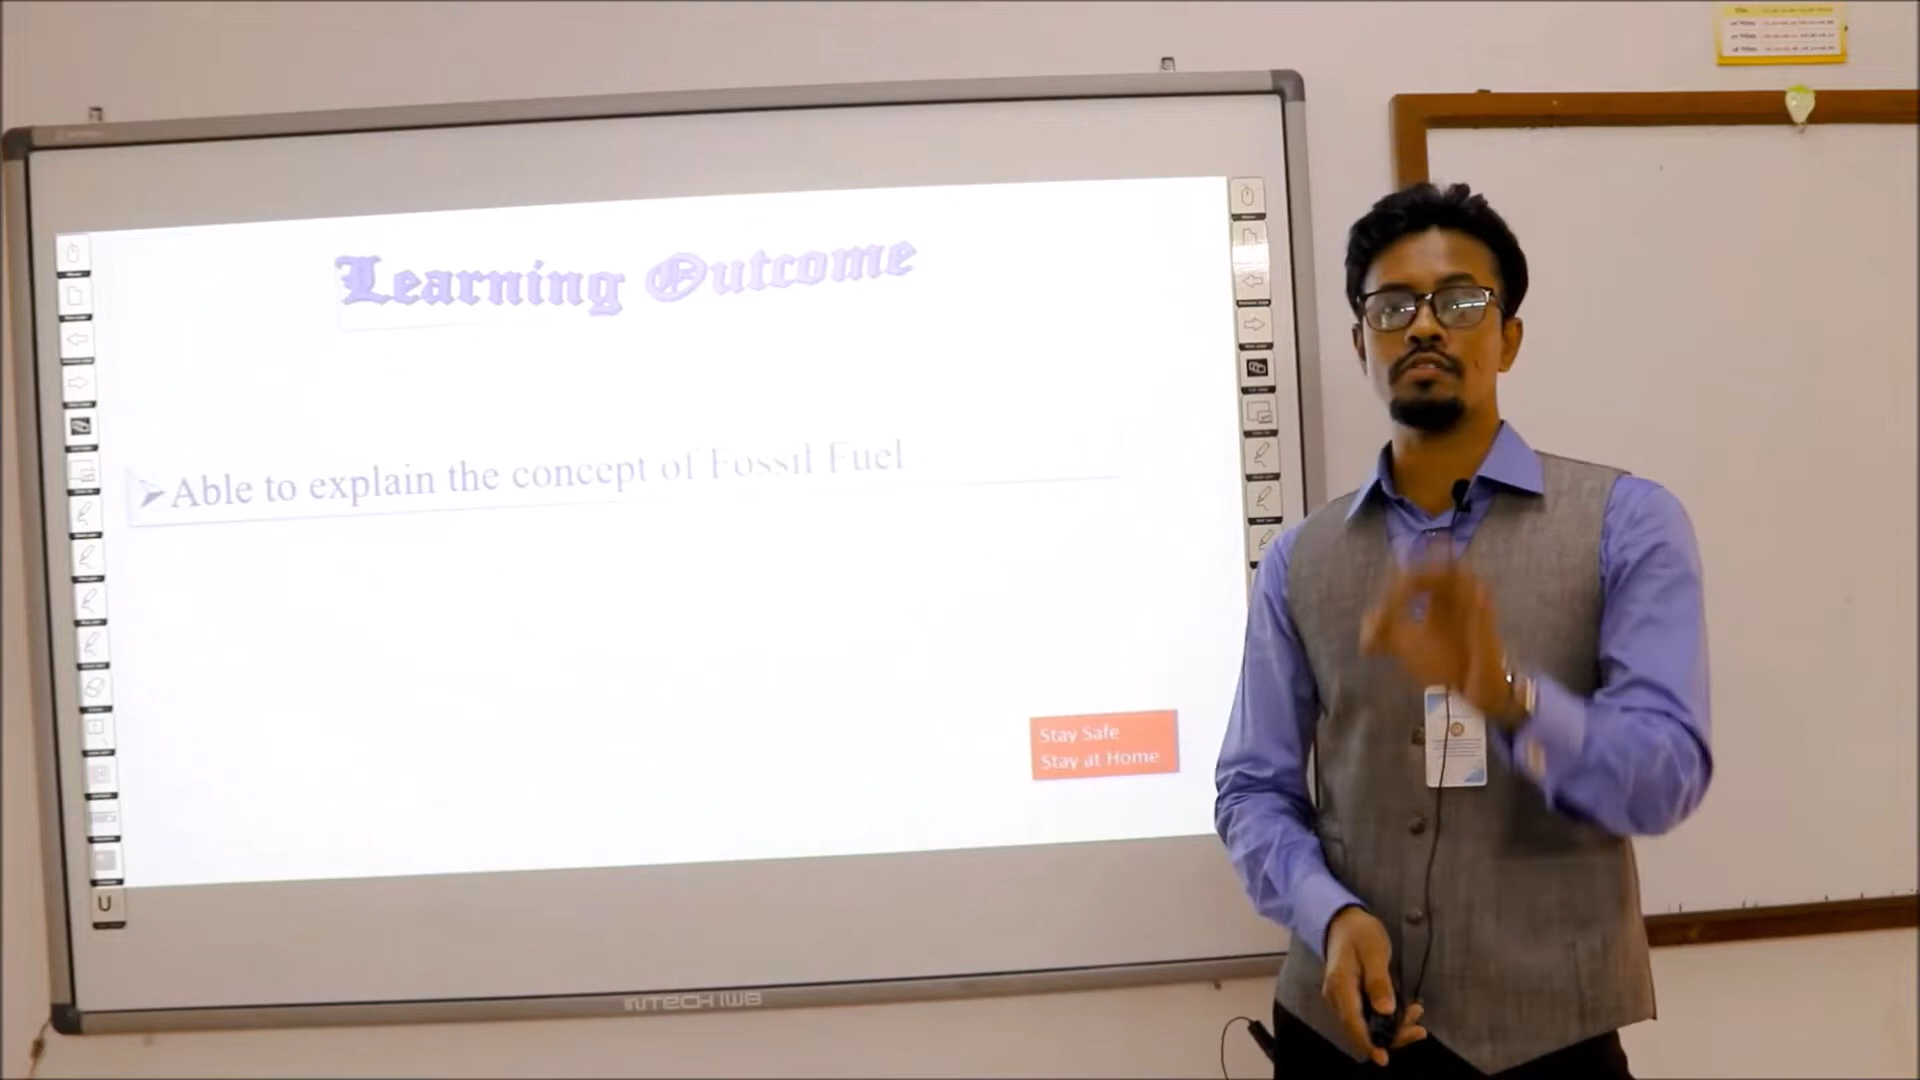 Learning Outcome
➢Able to explain the concept of Fossil Fuel
Stay Safe
Stay at Home
U
INTECH IWB